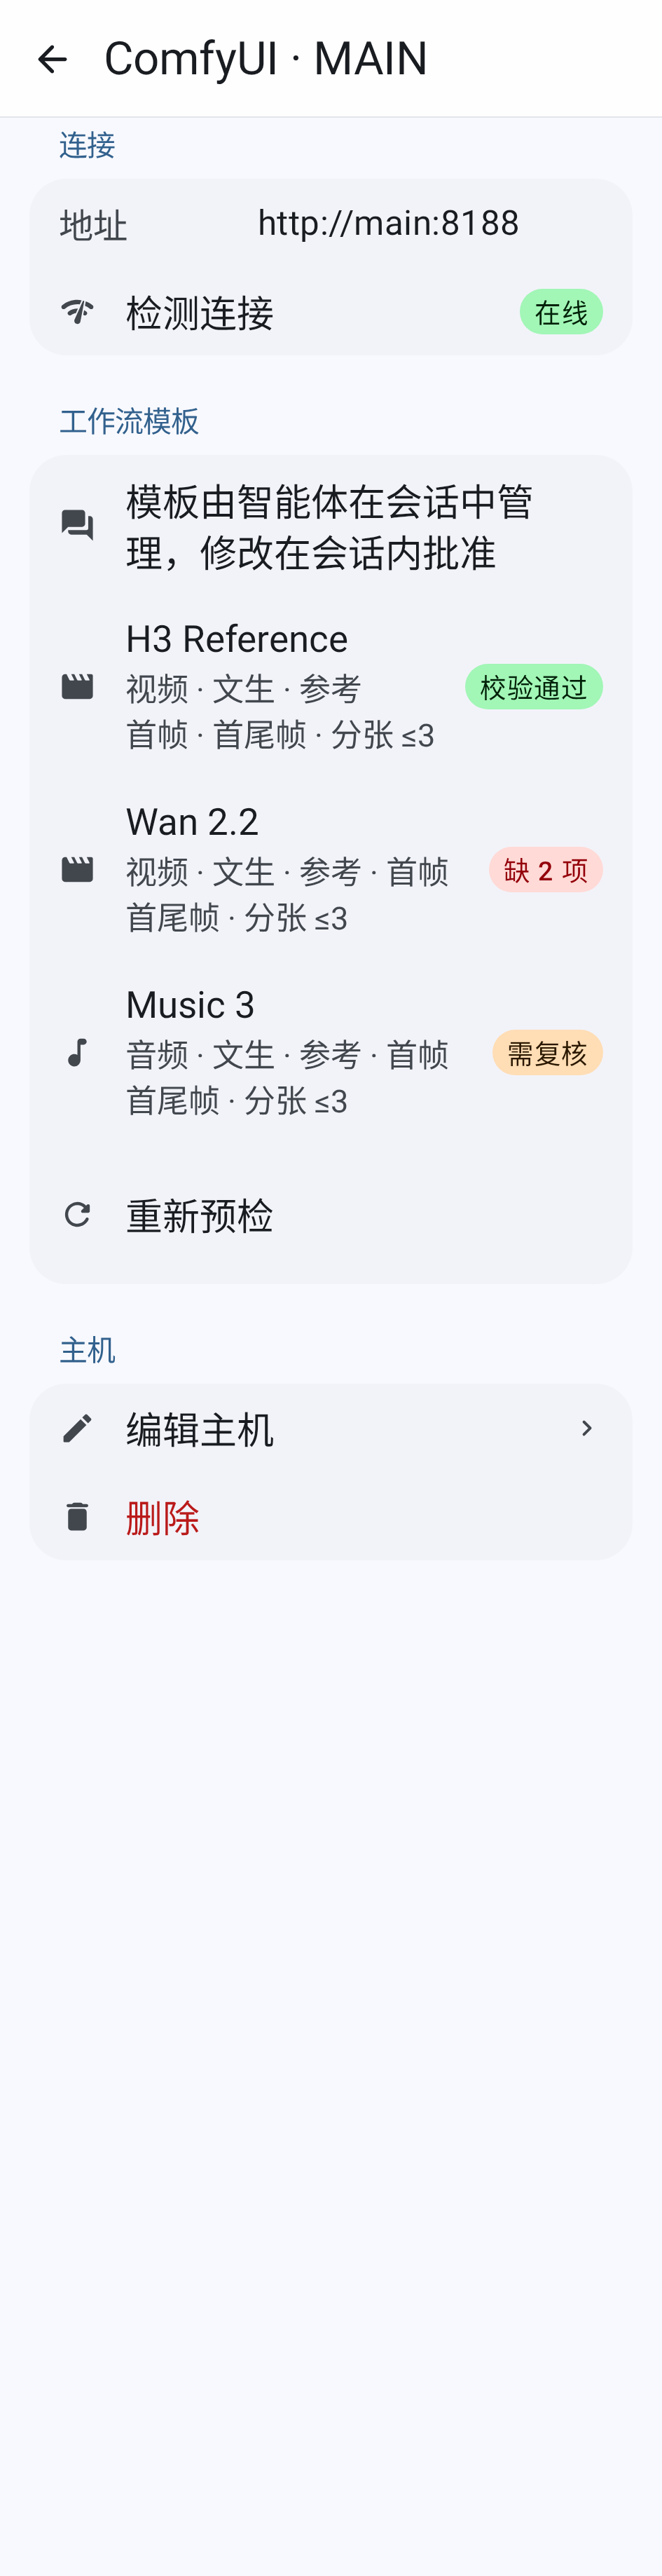 ComfyUI · MAIN
连接
地址
http://main:8188
检测连接
在线
工作流模板
模板由智能体在会话中管
理，修改在会话内批准
H3 Reference
视频 · 文生 · 参考
首帧 · 首尾帧 · 分张 ≤3
校验通过
Wan 2.2
视频 · 文生 · 参考 · 首帧
首尾帧 · 分张 ≤3
缺 2 项
Music 3
音频 · 文生 · 参考 · 首帧
首尾帧 · 分张 ≤3
需复核
重新预检
主机
编辑主机
删除